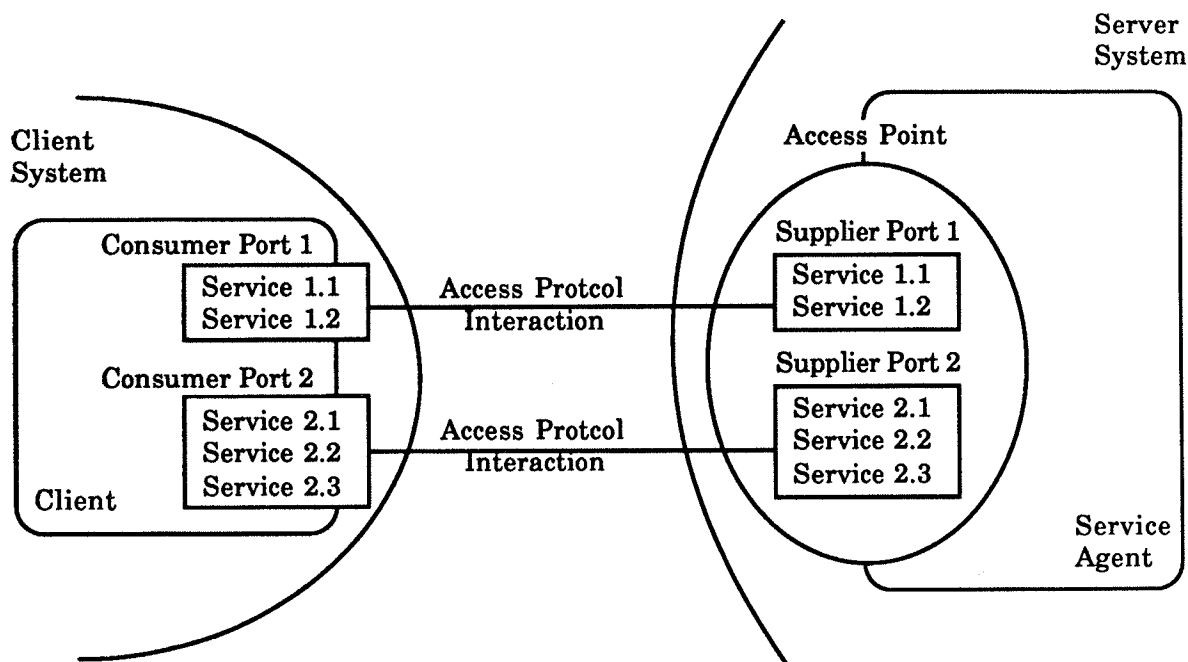 Server
System
Client
System
Access Point
Consumer Port 1
Service 1.1
Service 1.2
Access Protcol
Interaction
Supplier Port 1
Service 1.1
Service 1.2
Consumer Port 2
Service 2.1
Service 2.2
Service 2.3
Client
Access Protcol
Interaction
Supplier Port 2
Service 2.1
Service 2.2
Service 2.3
Service
Agent